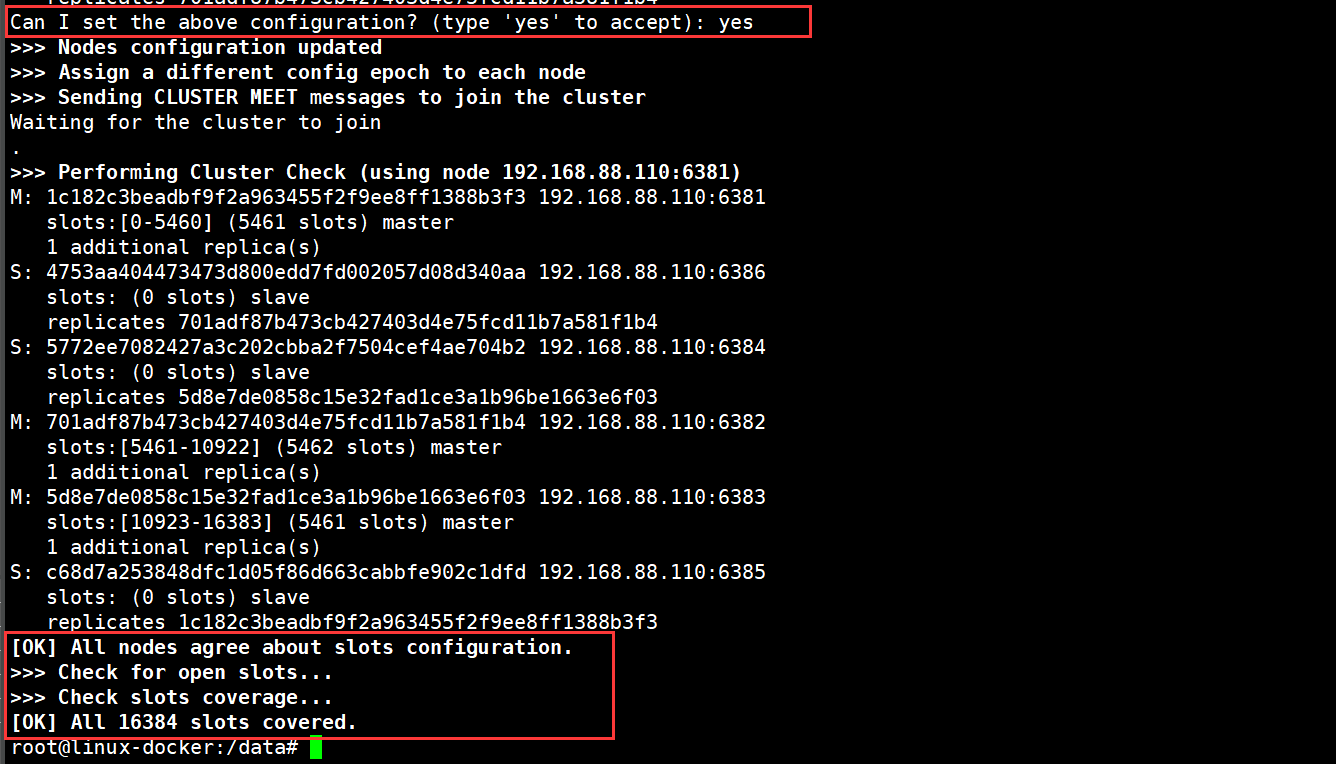 replicates 701adf87b473cb427403d4e75fcd11b7a581f1b4
Can I set the above configuration? (type 'yes' to accept): yes
>>> Nodes configuration updated
>>> Assign a different config epoch to each node
>>> Sending CLUSTER MEET messages to join the cluster
Waiting for the cluster to join
.
>>> Performing Cluster Check (using node 192.168.88.110:6381)
M: 1c182c3beadbf9f2a963455f2f9ee8ff1388b3f3 192.168.88.110:6381
slots:[0-5460] (5461 slots) master
1 additional replica(s)
S: 4753aa404473473d800edd7fd002057d08d340aa 192.168.88.110:6386
slots: (0 slots) slave
replicates 701adf87b473cb427403d4e75fcd11b7a581f1b4
S: 5772ee7082427a3c202cbba2f7504cef4ae704b2 192.168.88.110:6384
slots: (0 slots) slave
replicates 5d8e7de0858c15e32fad1ce3a1b96be1663e6f03
M: 701adf87b473cb427403d4e75fcd11b7a581f1b4 192.168.88.110:6382
slots:[5461-10922] (5462 slots) master
1 additional replica(s)
M: 5d8e7de0858c15e32fad1ce3a1b96be1663e6f03 192.168.88.110:6383
slots:[10923-16383] (5461 slots) master
1 additional replica(s)
S: c68d7a253848dfc1d05f86d663cabbfe902c1dfd 192.168.88.110:6385
slots: (0 slots) slave
replicates 1c182c3beadbf9f2a963455f2f9ee8ff1388b3f3
[OK] All nodes agree about slots configuration.
>>> Check for open slots...
>>> Check slots coverage...
[OK] All 16384 slots covered.
root@linux-docker:/data#